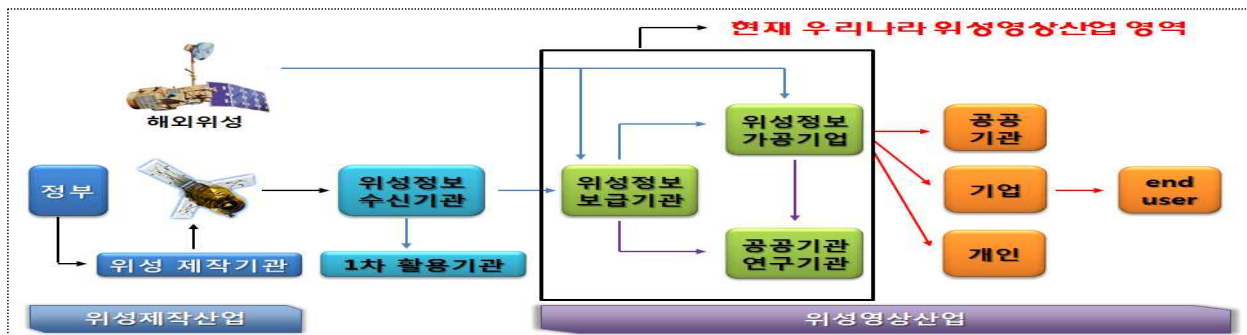 현재 우리나라 위성영상산업 영역
해외위성
정부
위성 제작기관
위성정보
수신기관
1차 활용기관
위성정보
보급기관
위성정보
가공기업
공공기관
연구기관
공공
기관
기업
개인
end
user
위성제작산업
위성영상산업